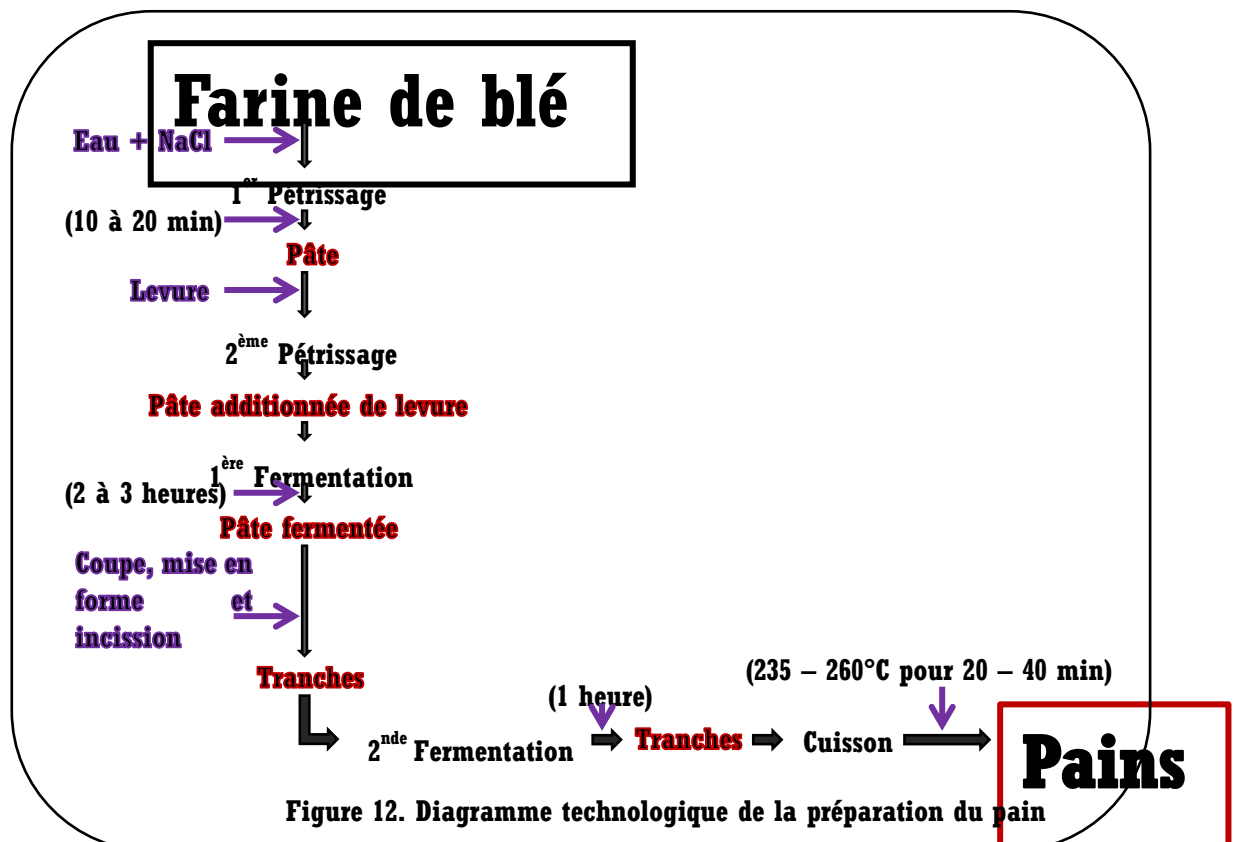 Farine de blé
Eau + NaCl
1er Pétrissage
(10 à 20 min)
Pâte
Levure
2ème Pétrissage
Pâte additionnée de levure
1ère Fermentation
(2 à 3 heures)
Pâte fermentée
Coupe, mise en
forme et
incission
Tranches
(1 heure)
(235 – 260°C pour 20 – 40 min)
2nde Fermentation
Tranches
Cuisson
Pains
Figure 12. Diagramme technologique de la préparation du pain